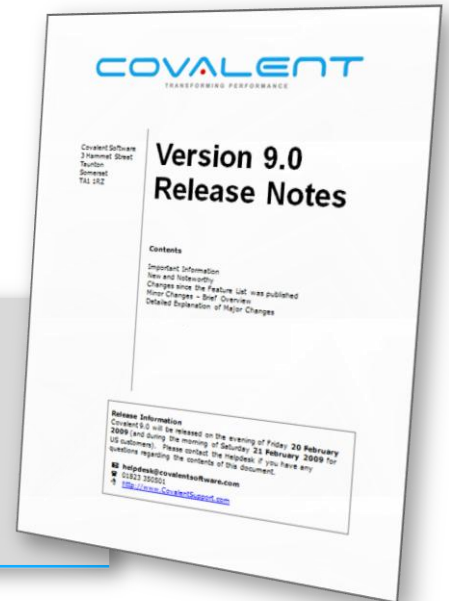 COVALENT
TRANSFORMING PERFORMANCE
Covalent Software
3 Hammet Street
Taunton
Somerset
TA1 1RZ
Version 9.0
Release Notes
Contents
Important Information
New and Noteworthy
Changes since the Feature List was published
Minor Changes – Brief Overview
Detailed Explanation of Major Changes
Release Information
Covalent 9.0 will be released on the evening of Friday 20 February
2009 (and during the morning of Saturday 21 February 2009 for
US customers). Please contact the Helpdesk if you have any
questions regarding the contents of this document.
helpdesk@covalentsoftware.com
01823 350501
http://www.CovalentSupport.com